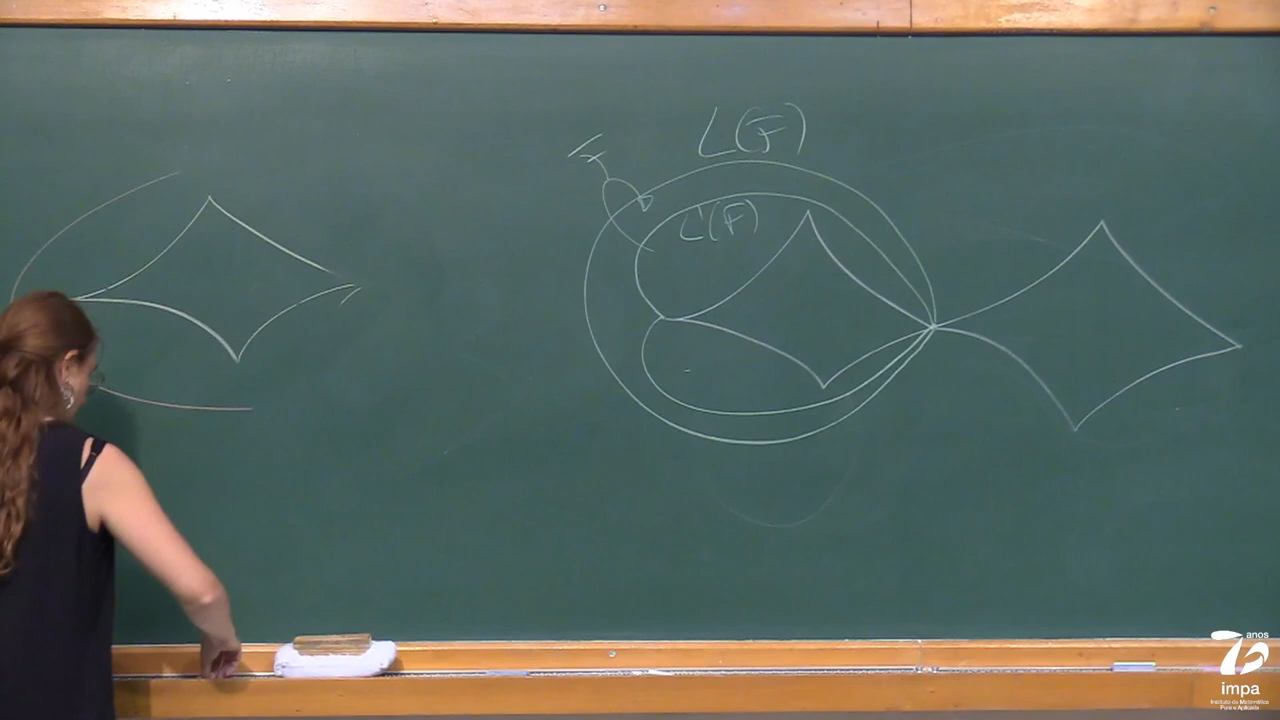 L(F)
F
L'(F)
anos
impa
Instituto de Matemática
Pura e Aplicada